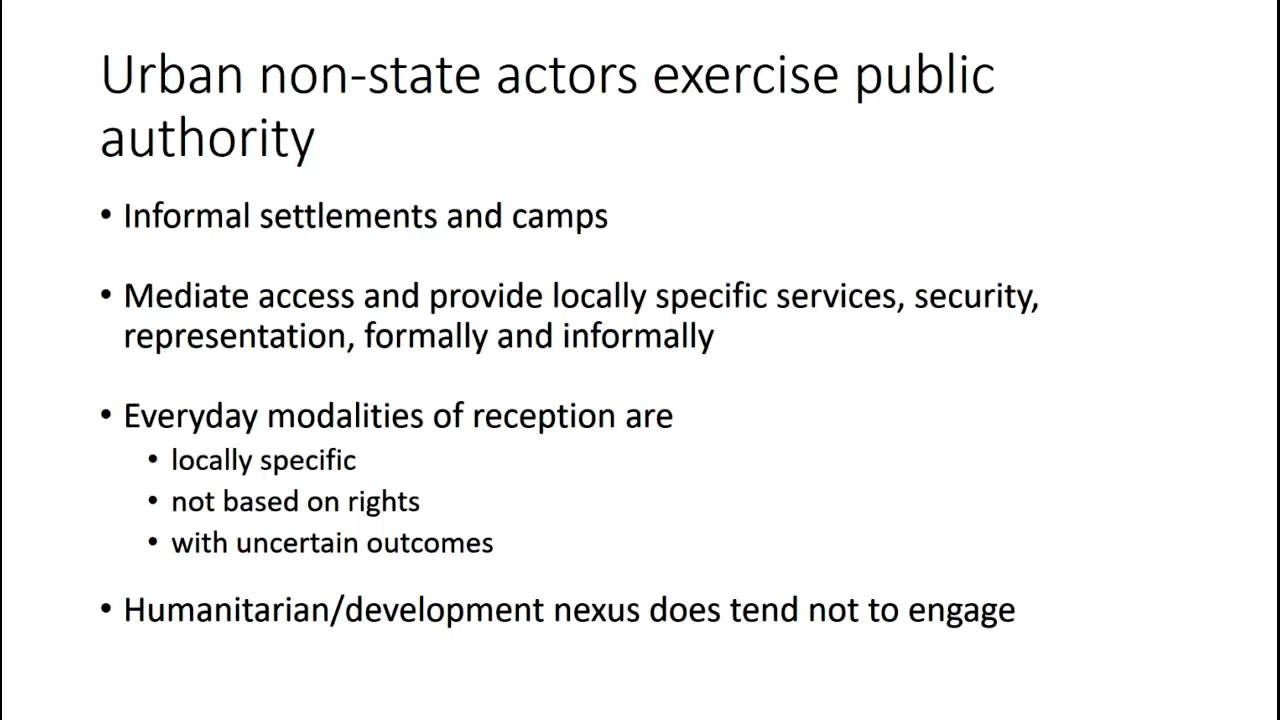 Urban non-state actors exercise public
authority
• Informal settlements and camps
• Mediate access and provide locally specific services, security,
representation, formally and informally
• Everyday modalities of reception are
• locally specific
• not based on rights
• with uncertain outcomes
• Humanitarian/development nexus does tend not to engage